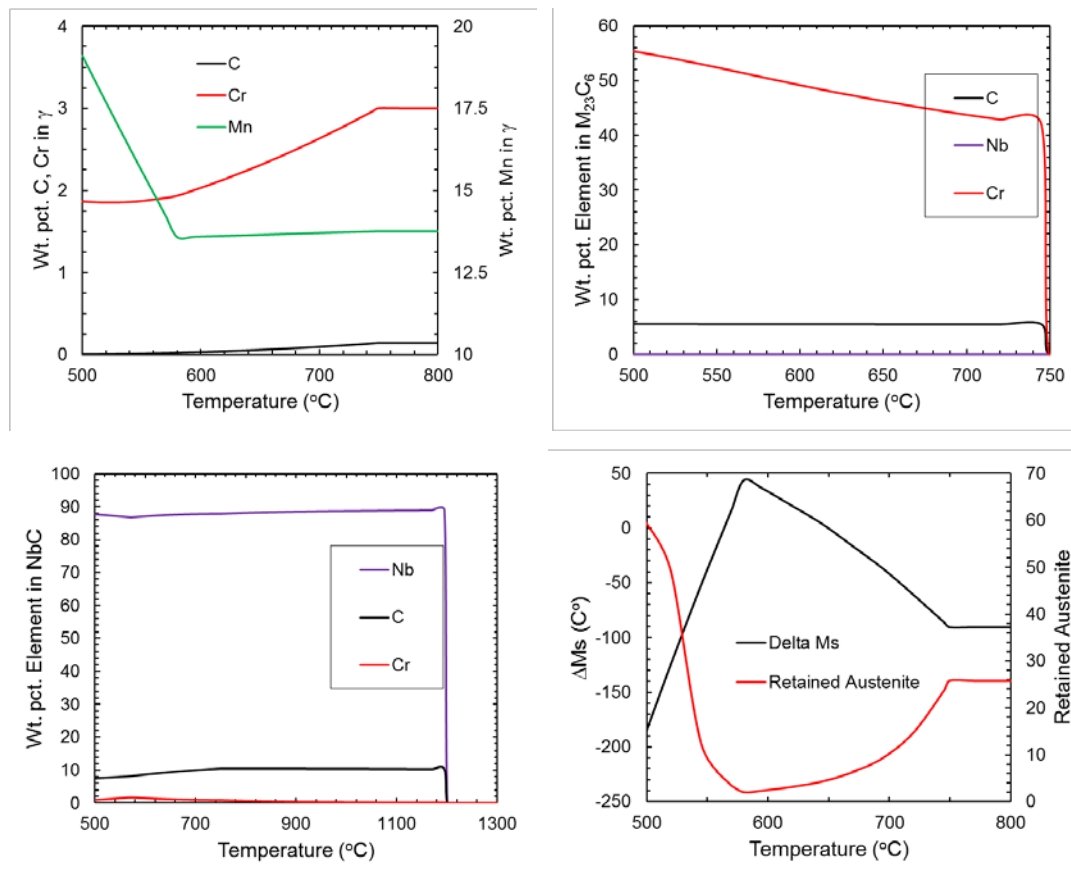 4
3
2
1
0
Wt. pct. C, Cr in γ
C
Cr
Mn
20
17.5
15
12.5
10
Wt. pct. Mn in γ
500
600
700
800
Temperature (°C)
60
50
40
30
20
10
0
Wt. pct. Element in M₂₃C₆
C
Nb
Cr
500
550
600
650
700
750
Temperature (°C)
100
90
80
70
60
50
40
30
20
10
0
Wt. pct. Element in NbC
Nb
C
Cr
500
700
900
1100
1300
Temperature (°C)
50
0
-50
-100
-150
-200
-250
ΔMs (C°)
Delta Ms
Retained Austenite
70
60
50
40
30
20
10
0
Retained Austenite
500
600
700
800
Temperature (°C)